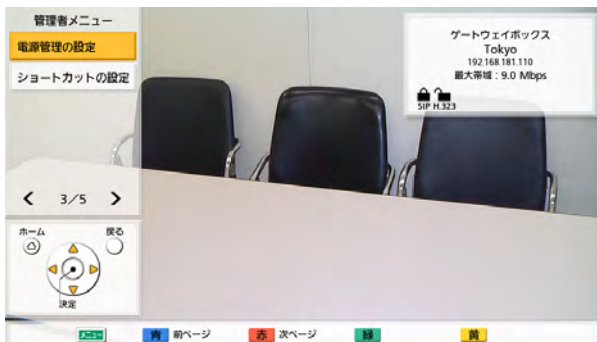 管理者メニュー
電源管理の設定
ショートカットの設定
3/5
ホーム
戻る
決定
ゲートウェイボックス
Tokyo
192.168.181.110
最大帯域：9.0 Mbps
SIP H.323
メニュー
青 前ページ
赤 次ページ
緑
黄